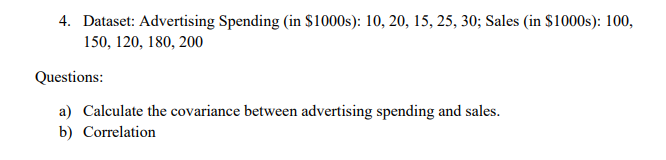 4. Dataset: Advertising Spending (in $1000s): 10, 20, 15, 25, 30; Sales (in $1000s): 100,
150, 120, 180, 200
Questions:
a) Calculate the covariance between advertising spending and sales.
b) Correlation